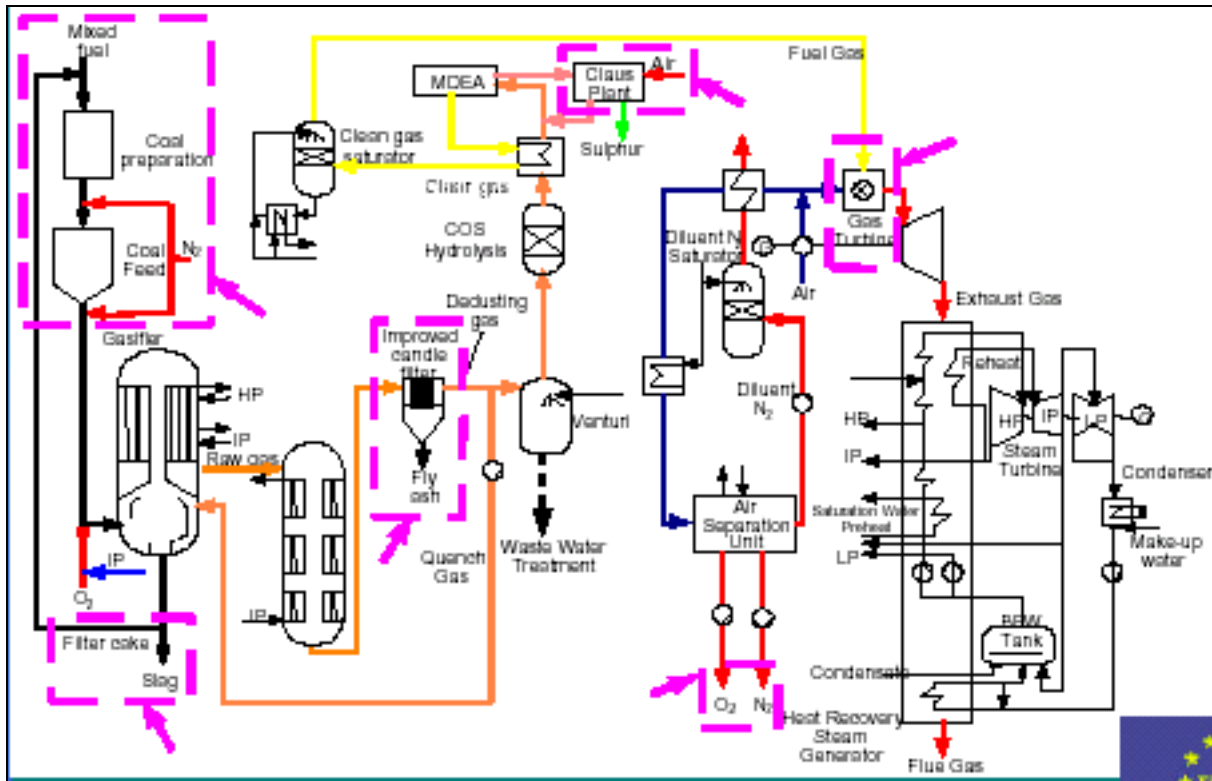 Mixed
fuel
Coal
preparation
Coal
Feed
N2
Gasifier
HP
IP
Raw gas
IP
O2
Filter cake
Slag
IP
MDEA
Claus
Plant
Air
Sulphur
Fuel Gas
Clean gas
saturator
Clean gas
COS
Hydrolysis
Dedusting
gas
Improved
candle
filter
Fly
ash
Quench
Gas
Venturi
Waste Water
Treatment
Diluent N2
Saturator
Gas
Turbine
Air
Diluent
N2
Air
Separation
Unit
O2
N2
Exhaust Gas
Reheat
HP
IP
LP
Steam
Turbine
HP
IP
Saturation Water
Preheat
LP
Condenser
Make-up
water
BFW
Tank
Condensate
Heat Recovery
Steam
Generator
Flue Gas